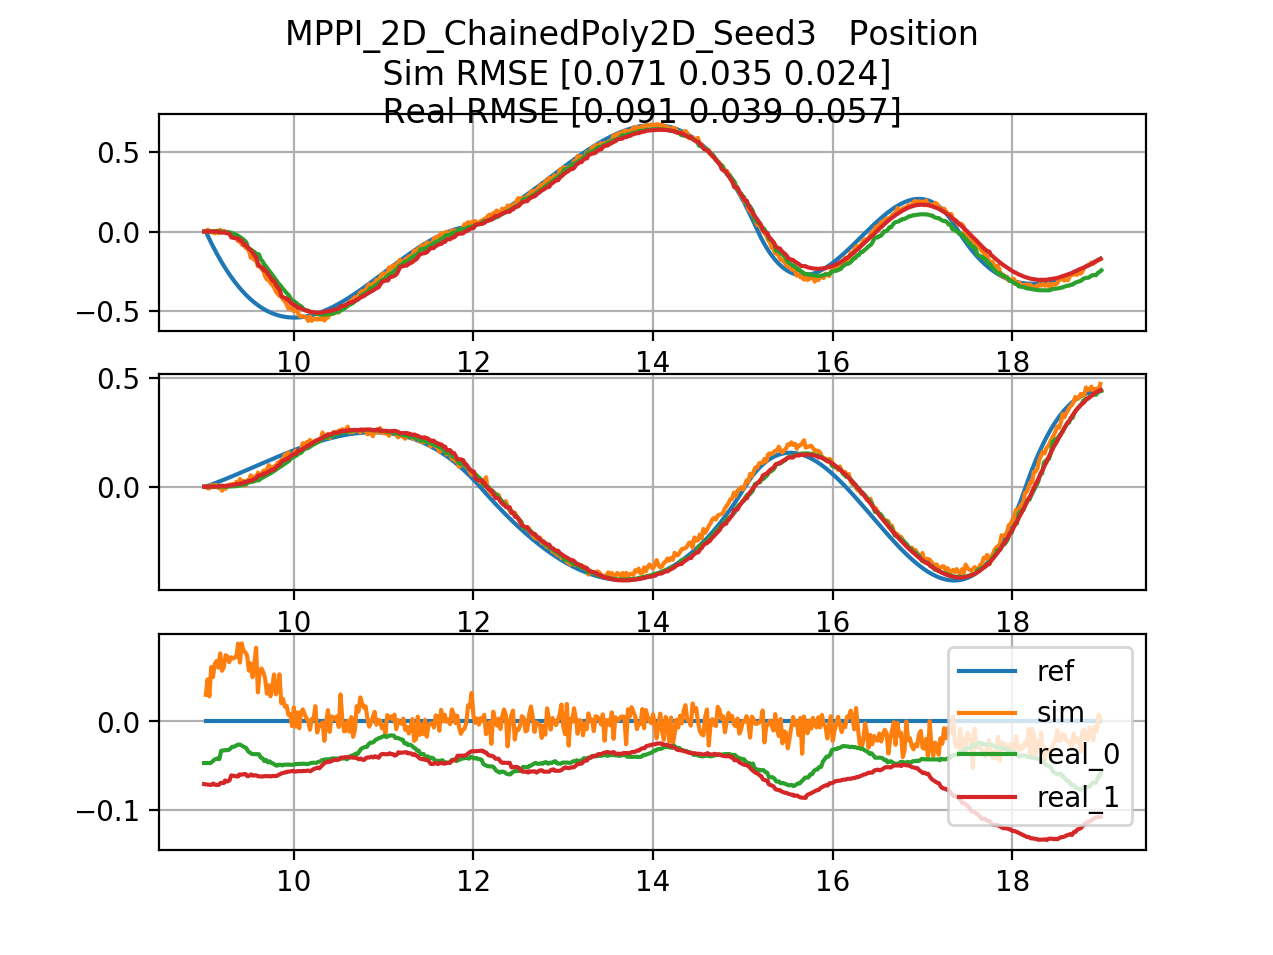 MPPI_2D_ChainedPoly2D_Seed3 Position
Sim RMSE [0.071 0.035 0.024]
Real RMSE [0.091 0.039 0.057]
0.5
0.0
−0.5
10 12 14 16 18
0.5
0.0
10 12 14 16 18
0.0
−0.1
ref
sim
real_0
real_1
10 12 14 16 18